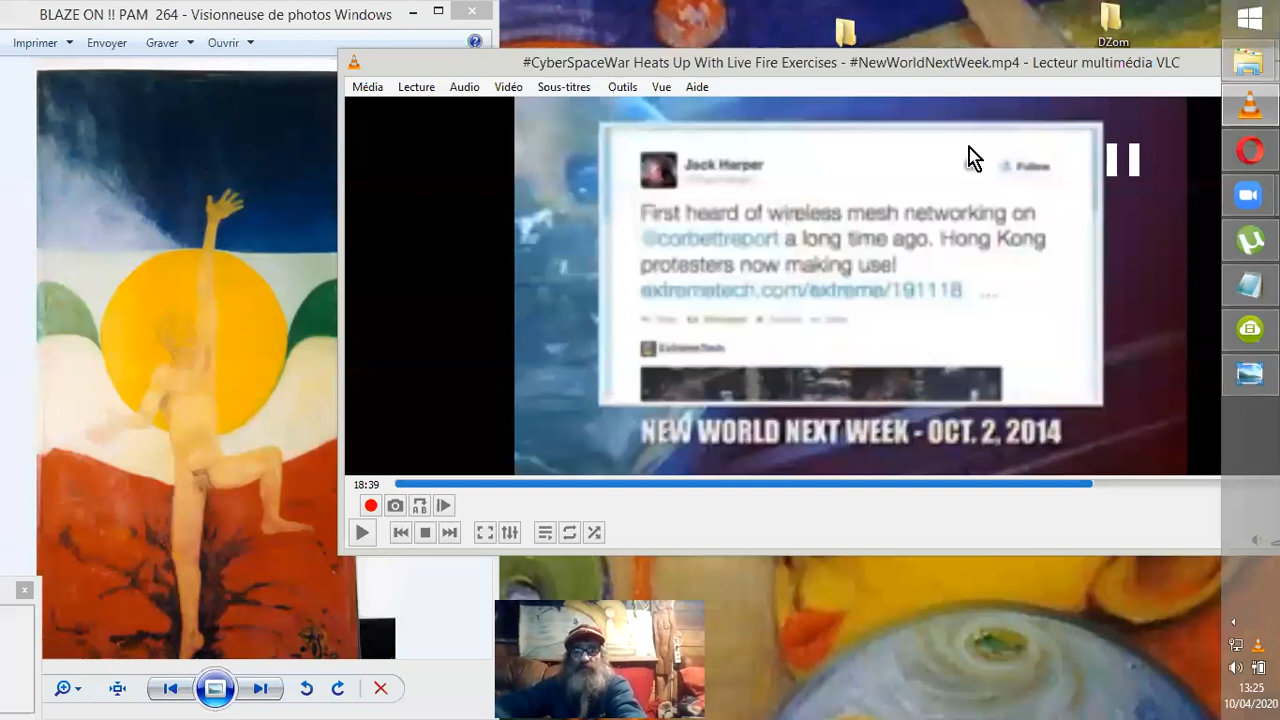 BLAZE ON !! PAM 264 - Visionneuse de photos Windows
Imprimer
Envoyer
Graver
Ouvrir
DZom
#CyberSpaceWar Heats Up With Live Fire Exercises - #NewWorldNextWeek.mp4 - Lecteur multimédia VLC
Média Lecture Audio Vidéo Sous-titres Outils Vue Aide
Jack Harper
Follow
First heard of wireless mesh networking on
@corbettreport a long time ago. Hong Kong
protesters now making use!
extremetech.com/extreme/191118 ...
ExtremeTech
NEW WORLD NEXT WEEK - OCT. 2, 2014
18:39
13:25
10/04/2020